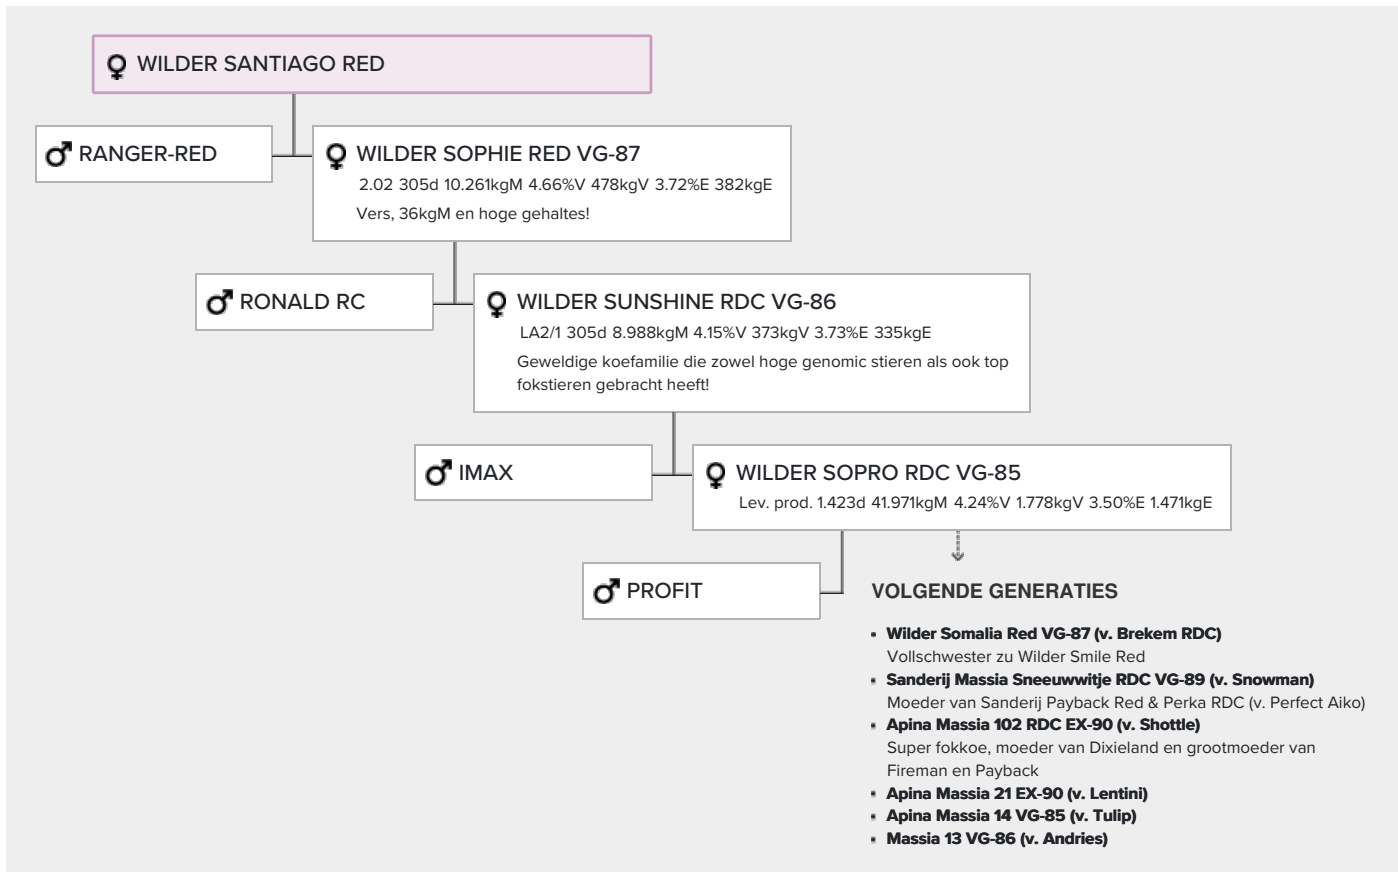 WILDER SANTIAGO RED
RANGER-RED
WILDER SOPHIE RED VG-87
2.02 305d 10.261kgM 4.66%V 478kgV 3.72%E 382kgE
Vers, 36kgM en hoge gehaltes!
RONALD RC
WILDER SUNSHINE RDC VG-86
LA2/1 305d 8.988kgM 4.15%V 373kgV 3.73%E 335kgE
Geweldige koefamilie die zowel hoge genomic stieren als ook top
fokstieren gebracht heeft!
IMAX
WILDER SOPRO RDC VG-85
Lev. prod. 1.423d 41.971kgM 4.24%V 1.778kgV 3.50%E 1.471kgE
PROFIT
VOLGENDE GENERATIES
Wilder Somalia Red VG-87 (v. Brekem RDC)
Vollschwester zu Wilder Smile Red
Sanderij Massia Sneeuwwitje RDC VG-89 (v. Snowman)
Moeder van Sanderij Payback Red & Perka RDC (v. Perfect Aiko)
Apina Massia 102 RDC EX-90 (v. Shottle)
Super fokkoe, moeder van Dixieland en grootmoeder van
Fireman en Payback
Apina Massia 21 EX-90 (v. Lentini)
Apina Massia 14 VG-85 (v. Tulip)
Massia 13 VG-86 (v. Andries)